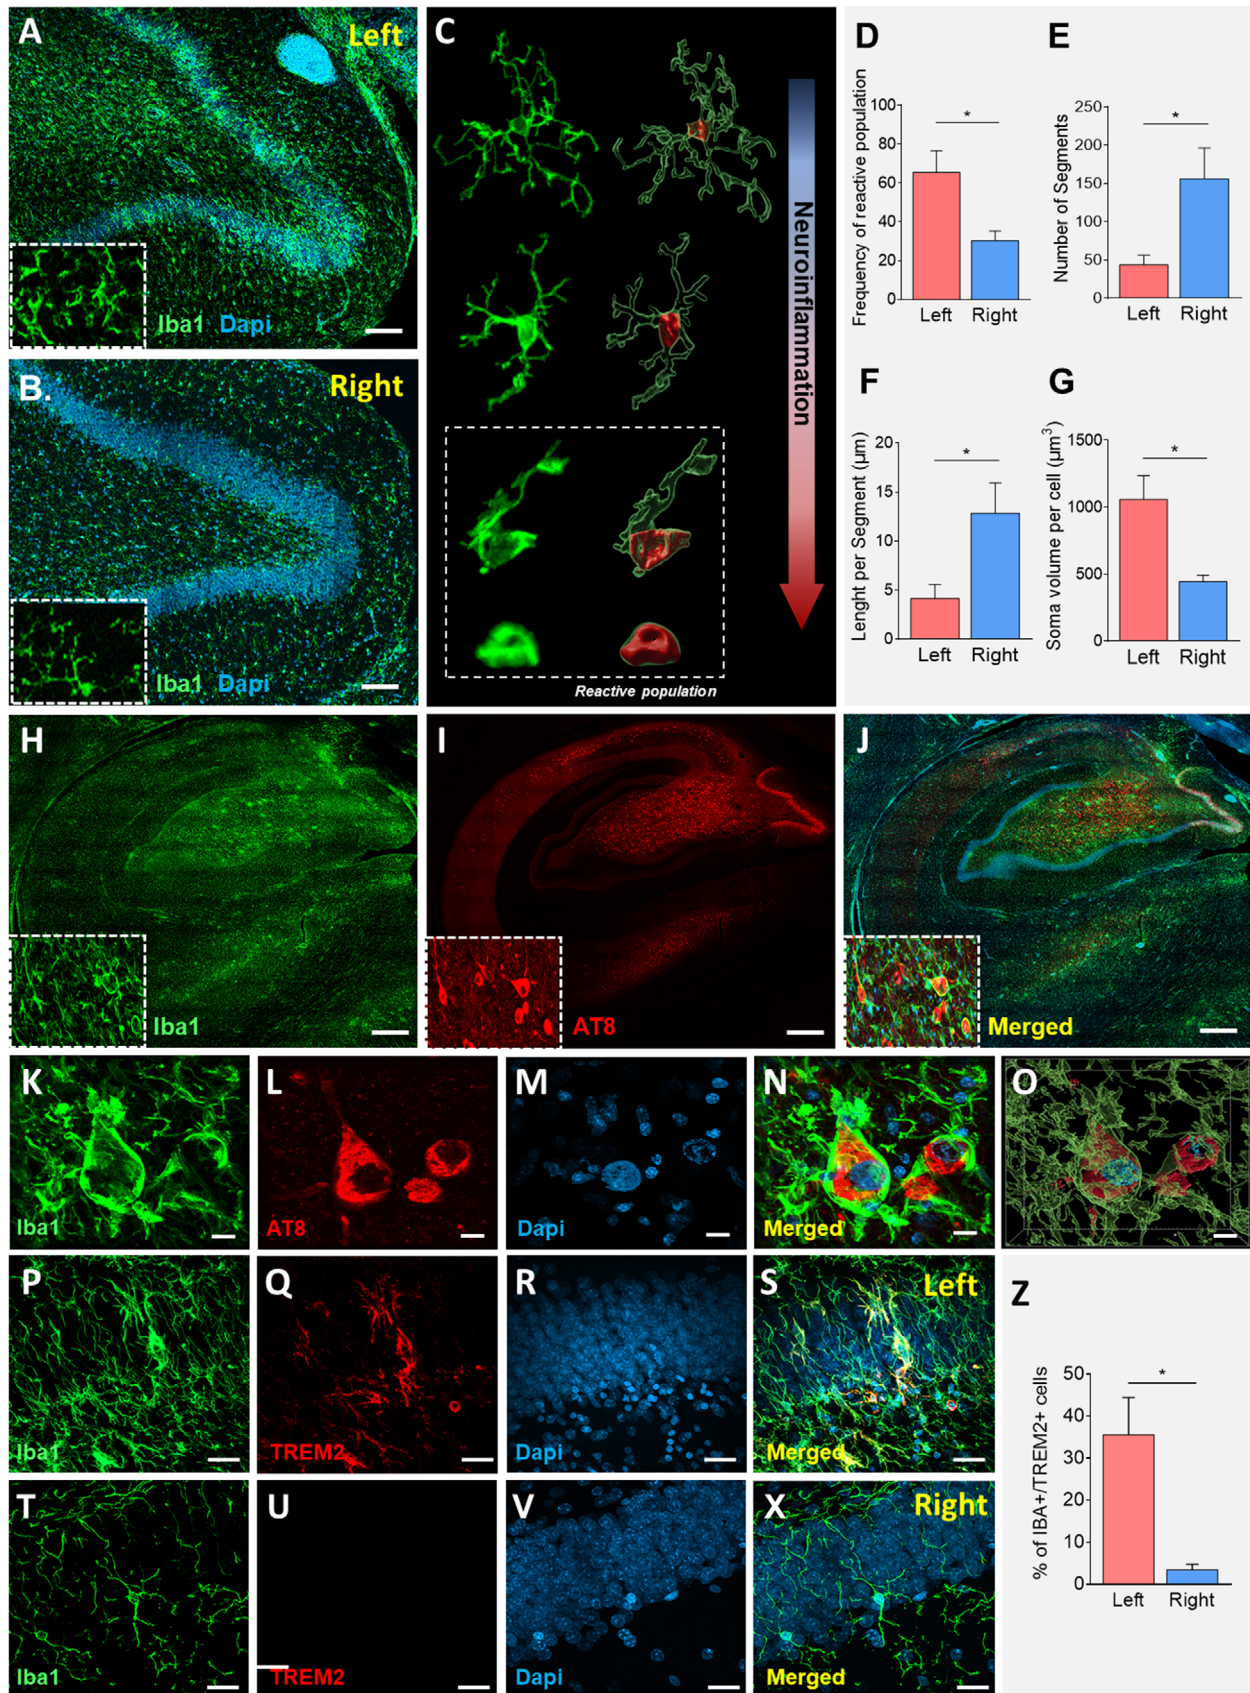 A
Left
Iba1 Dapi
B.
Right
Iba1 Dapi
C
Neuroinflammation
Reactive population
D
Frequency of reactive population
100
80
60
40
20
0
*
Left Right
E
Number of Segments
250
200
150
100
50
0
*
Left Right
F
Lenght per Segment (µm)
20
15
10
5
0
*
Left Right
G
Soma volume per cell (µm³)
1500
1000
500
0
*
Left Right
H
Iba1
I
AT8
J
Merged
K
Iba1
L
AT8
M
Dapi
N
Merged
O
P
Iba1
Q
TREM2
R
Dapi
S
Left
Merged
T
Iba1
U
TREM2
V
Dapi
X
Right
Merged
Z
% of IBA+/TREM2+ cells
50
40
30
20
10
0
*
Left Right